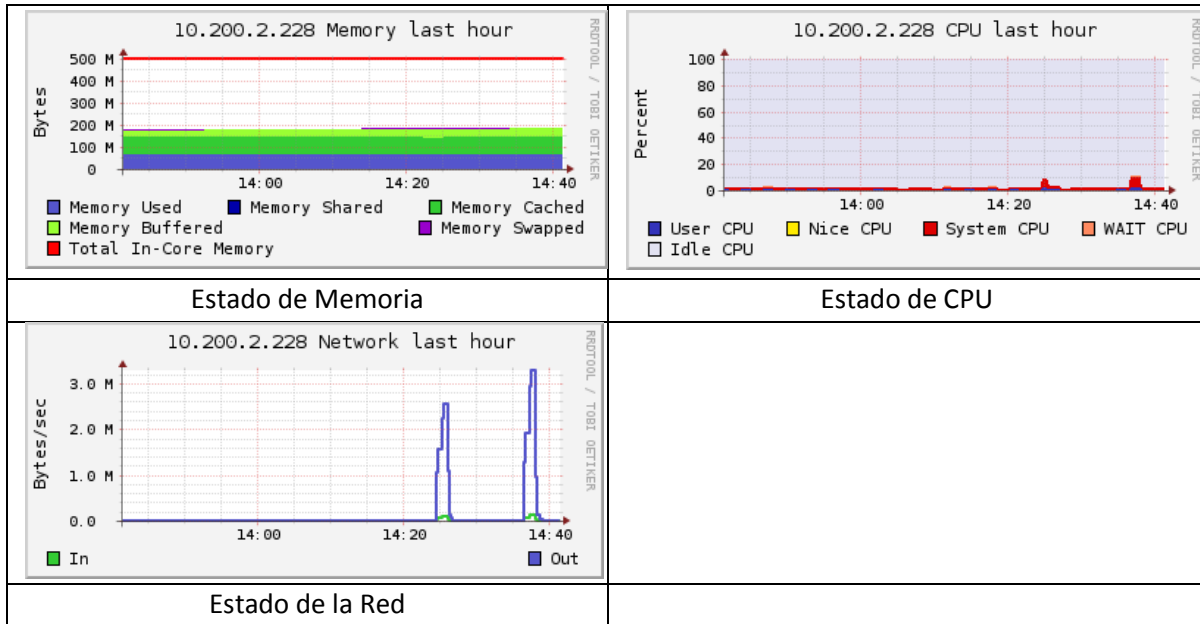 10.200.2.228 Memory last hour
Bytes
500 M
400 M
300 M
200 M
100 M
0
14:00 14:20 14:40
Memory Used Memory Shared Memory Cached
Memory Buffered Memory Swapped
Total In-Core Memory
RRDTOOL / TOBI OETIKER
10.200.2.228 CPU last hour
Percent
100
80
60
40
20
0
14:00 14:20 14:40
User CPU Nice CPU System CPU WAIT CPU
Idle CPU
RRDTOOL / TOBI OETIKER
Estado de Memoria
Estado de CPU
10.200.2.228 Network last hour
Bytes/sec
3.0 M
2.0 M
1.0 M
0.0
14:00 14:20 14:40
In Out
RRDTOOL / TOBI OETIKER
Estado de la Red